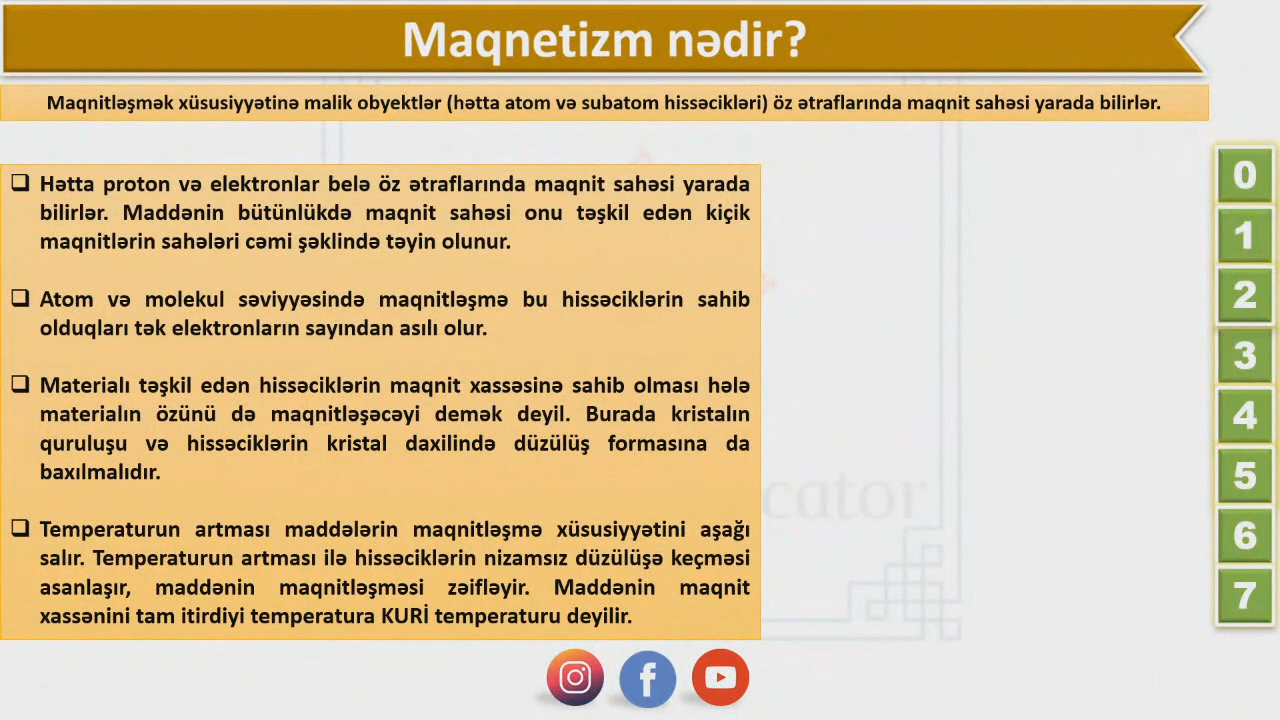 Maqnetizm nədir?
Maqnitləşmək xüsusiyyətinə malik obyektlər (hətta atom və subatom hissəcikləri) öz ətraflarında maqnit sahəsi yarada bilirlər.
Hətta proton və elektronlar belə öz ətraflarında maqnit sahəsi yarada
bilirlər. Maddənin bütünlükdə maqnit sahəsi onu təşkil edən kiçik
maqnitlərin sahələri cəmi şəklində təyin olunur.
Atom və molekul səviyyəsində maqnitləşmə bu hissəciklərin sahib
olduqları tək elektronların sayından asılı olur.
Materialı təşkil edən hissəciklərin maqnit xassəsinə sahib olması hələ
materialın özünü də maqnitləşəcəyi demək deyil. Burada kristalın
quruluşu və hissəciklərin kristal daxilində düzülüş formasına da
baxılmalıdır.
Temperaturun artması maddələrin maqnitləşmə xüsusiyyətini aşağı
salır. Temperaturun artması ilə hissəciklərin nizamsız düzülüşə keçməsi
asanlaşır, maddənin maqnitləşməsi zəifləyir. Maddənin maqnit
xassənini tam itirdiyi temperatura KURİ temperaturu deyilir.
0
1
2
3
4
5
6
7